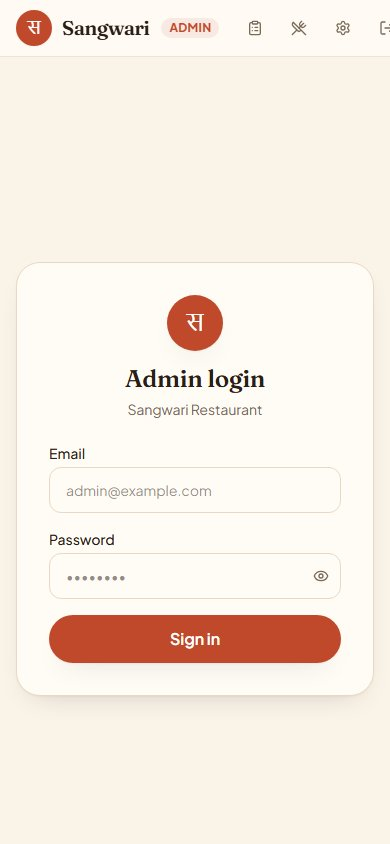 स Sangwari ADMIN
स
Admin login
Sangwari Restaurant
Email
admin@example.com
Password
••••••••
Sign in